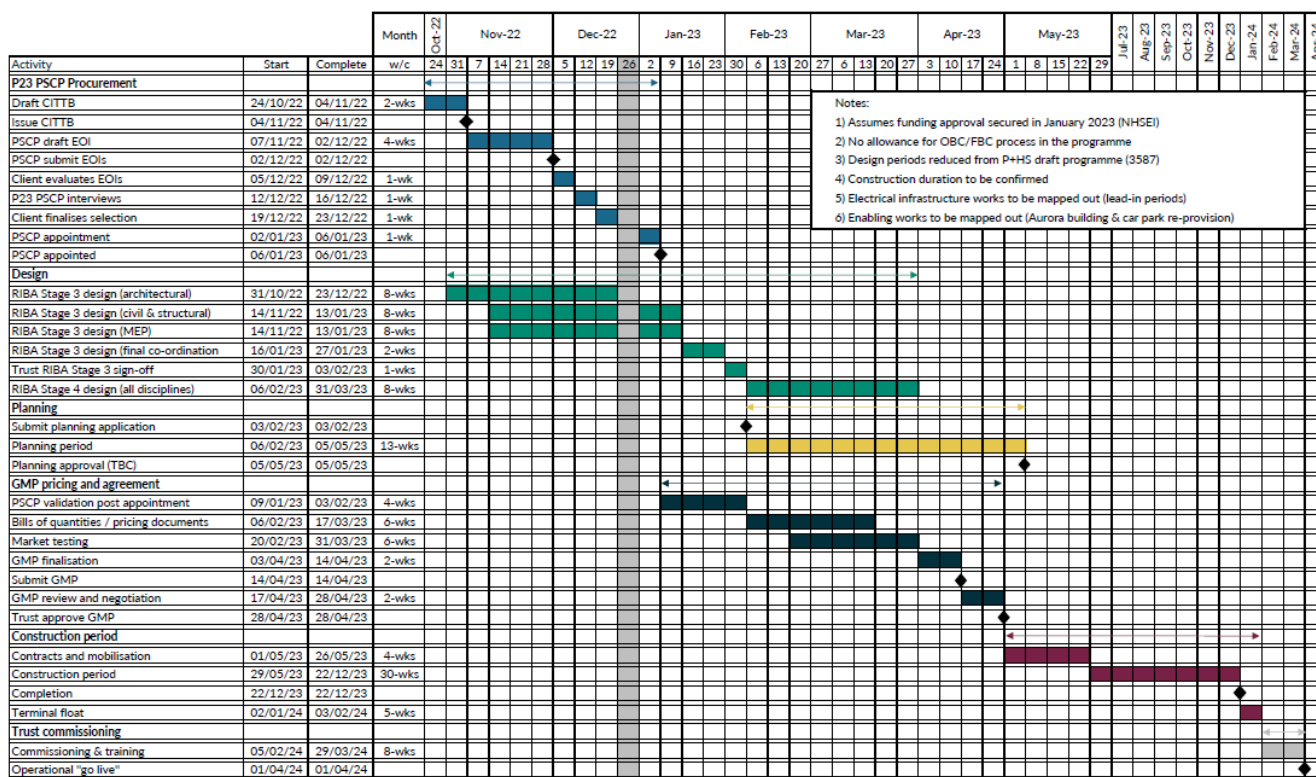 Month Oct-22 Nov-22 Dec-22 Jan-23 Feb-23 Mar-23 Apr-23 May-23 Jul-23 Aug-23 Sep-23 Oct-23 Nov-23 Dec-23 Jan-24 Feb-24 Mar-24
Activity Start Complete w/c 24 31 7 14 21 28 5 12 19 26 2 9 16 23 30 6 13 20 27 6 13 20 27 3 10 17 24 1 8 15 22 29
P23 PSCP Procurement
Draft CITTB 24/10/22 04/11/22 2-wks
Issue CITTB 04/11/22 04/11/22
PSCP draft EOI 07/11/22 02/12/22 4-wks
PSCP submit EOIs 02/12/22 02/12/22
Client evaluates EOIs 05/12/22 09/12/22 1-wk
P23 PSCP interviews 12/12/22 16/12/22 1-wk
Client finalises selection 19/12/22 23/12/22 1-wk
PSCP appointment 02/01/23 06/01/23 1-wk
PSCP appointed 06/01/23 06/01/23
Notes:
1) Assumes funding approval secured in January 2023 (NHSEI)
2) No allowance for OBC/FBC process in the programme
3) Design periods reduced from P+HS draft programme (3587)
4) Construction duration to be confirmed
5) Electrical infrastructure works to be mapped out (lead-in periods)
6) Enabling works to be mapped out (Aurora building & car park re-provision)
Design
RIBA Stage 3 design (architectural) 31/10/22 23/12/22 8-wks
RIBA Stage 3 design (civil & structural) 14/11/22 13/01/23 8-wks
RIBA Stage 3 design (MEP) 14/11/22 13/01/23 8-wks
RIBA Stage 3 design (final co-ordination 16/01/23 27/01/23 2-wks
Trust RIBA Stage 3 sign-off 30/01/23 03/02/23 1-wks
RIBA Stage 4 design (all disciplines) 06/02/23 31/03/23 8-wks
Planning
Submit planning application 03/02/23 03/02/23
Planning period 06/02/23 05/05/23 13-wks
Planning approval (TBC) 05/05/23 05/05/23
GMP pricing and agreement
PSCP validation post appointment 09/01/23 03/02/23 4-wks
Bills of quantities / pricing documents 06/02/23 17/03/23 6-wks
Market testing 20/02/23 31/03/23 6-wks
GMP finalisation 03/04/23 14/04/23 2-wks
Submit GMP 14/04/23 14/04/23
GMP review and negotiation 17/04/23 28/04/23 2-wks
Trust approve GMP 28/04/23 28/04/23
Construction period
Contracts and mobilisation 01/05/23 26/05/23 4-wks
Construction period 29/05/23 22/12/23 30-wks
Completion 22/12/23 22/12/23
Terminal float 02/01/24 03/02/24 5-wks
Trust commissioning
Commissioning & training 05/02/24 29/03/24 8-wks
Operational "go live" 01/04/24 01/04/24